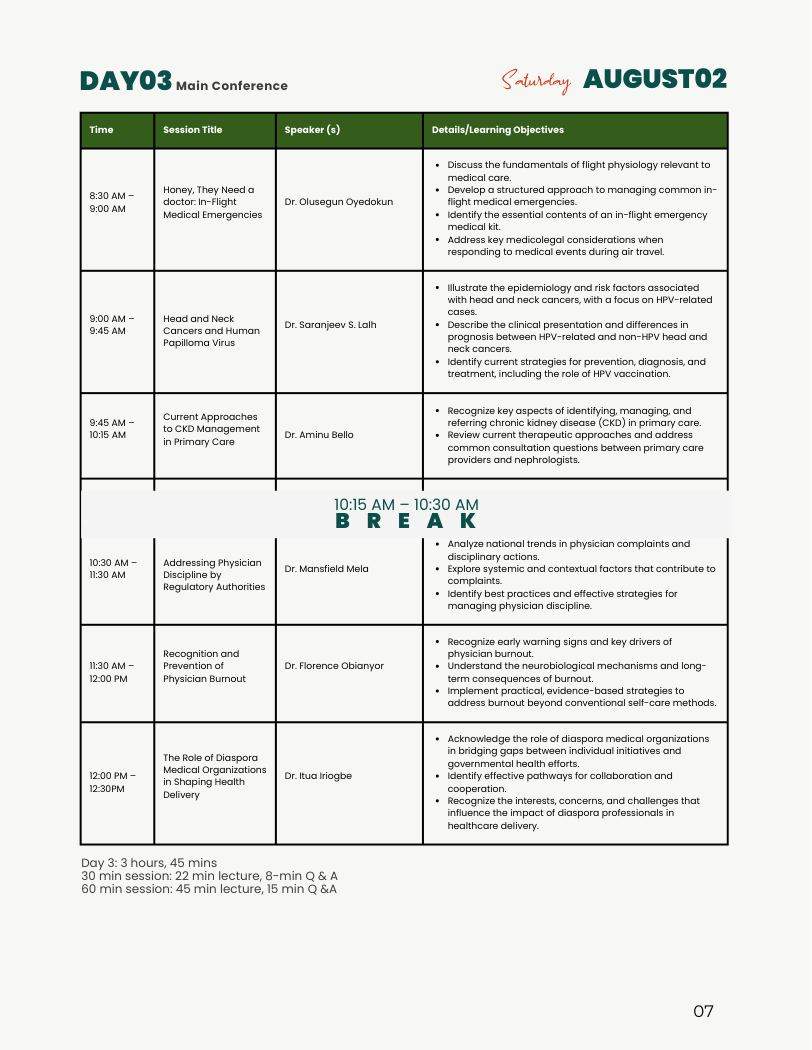 DAY03 Main Conference
Saturday AUGUST02
Time
Session Title
Speaker (s)
Details/Learning Objectives
8:30 AM –
9:00 AM
Honey, They Need a
doctor: In-Flight
Medical Emergencies
Dr. Olusegun Oyedokun
• Discuss the fundamentals of flight physiology relevant to
medical care.
• Develop a structured approach to managing common in-
flight medical emergencies.
• Identify the essential contents of an in-flight emergency
medical kit.
• Address key medicolegal considerations when
responding to medical events during air travel.
9:00 AM –
9:45 AM
Head and Neck
Cancers and Human
Papilloma Virus
Dr. Saranjeev S. Lalh
• Illustrate the epidemiology and risk factors associated
with head and neck cancers, with a focus on HPV-related
cases.
• Describe the clinical presentation and differences in
prognosis between HPV-related and non-HPV head and
neck cancers.
• Identify current strategies for prevention, diagnosis, and
treatment, including the role of HPV vaccination.
9:45 AM –
10:15 AM
Current Approaches
to CKD Management
in Primary Care
Dr. Aminu Bello
• Recognize key aspects of identifying, managing, and
referring chronic kidney disease (CKD) in primary care.
• Review current therapeutic approaches and address
common consultation questions between primary care
providers and nephrologists.
10:15 AM – 10:30 AM
BREAK
10:30 AM –
11:30 AM
Addressing Physician
Discipline by
Regulatory Authorities
Dr. Mansfield Mela
• Analyze national trends in physician complaints and
disciplinary actions.
• Explore systemic and contextual factors that contribute to
complaints.
• Identify best practices and effective strategies for
managing physician discipline.
11:30 AM –
12:00 PM
Recognition and
Prevention of
Physician Burnout
Dr. Florence Obianyor
• Recognize early warning signs and key drivers of
physician burnout.
• Understand the neurobiological mechanisms and long-
term consequences of burnout.
• Implement practical, evidence-based strategies to
address burnout beyond conventional self-care methods.
12:00 PM –
12:30PM
The Role of Diaspora
Medical Organizations
in Shaping Health
Delivery
Dr. Itua Iriogbe
• Acknowledge the role of diaspora medical organizations
in bridging gaps between individual initiatives and
governmental health efforts.
• Identify effective pathways for collaboration and
cooperation.
• Recognize the interests, concerns, and challenges that
influence the impact of diaspora professionals in
healthcare delivery.
Day 3: 3 hours, 45 mins
30 min session: 22 min lecture, 8-min Q & A
60 min session: 45 min lecture, 15 min Q &A
07